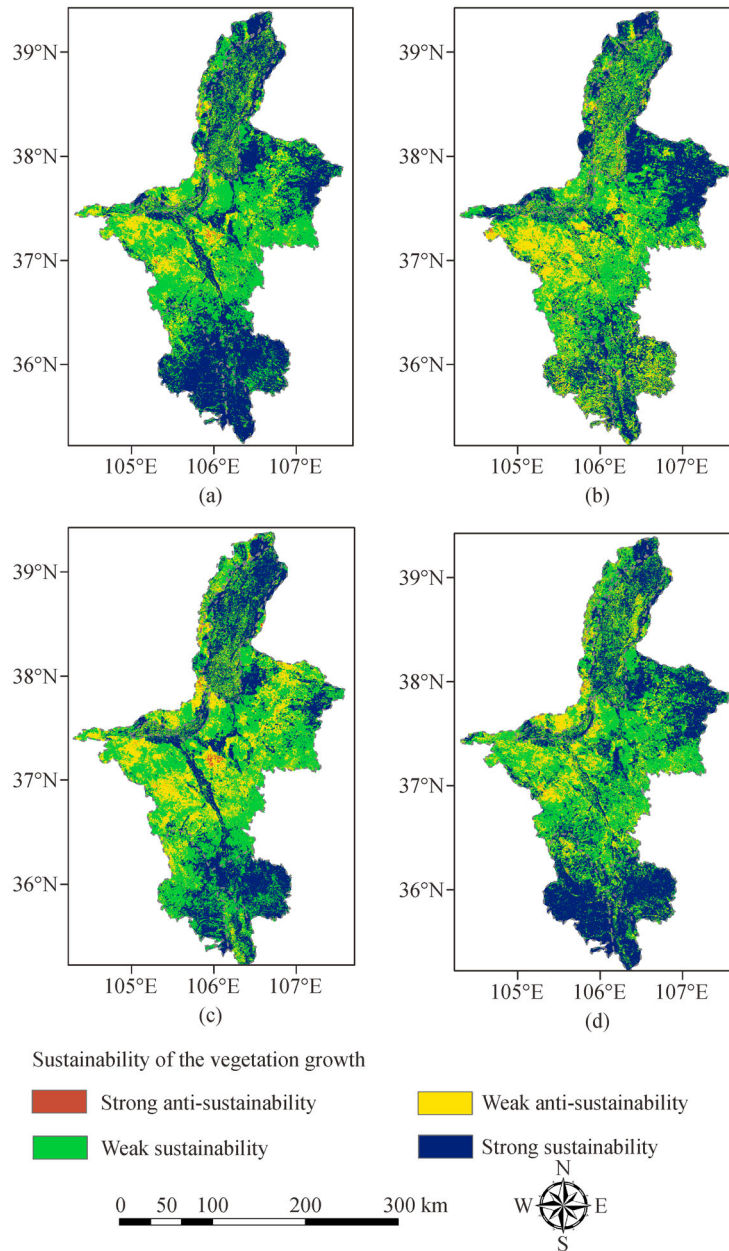 39°N
38°N
37°N
36°N
105°E 106°E 107°E
(a)
39°N
38°N
37°N
36°N
105°E 106°E 107°E
(b)
39°N
38°N
37°N
36°N
105°E 106°E 107°E
(c)
39°N
38°N
37°N
36°N
105°E 106°E 107°E
(d)
Sustainability of the vegetation growth
Strong anti-sustainability
Weak anti-sustainability
Weak sustainability
Strong sustainability
0 50 100 200 300 km
N
W E
S